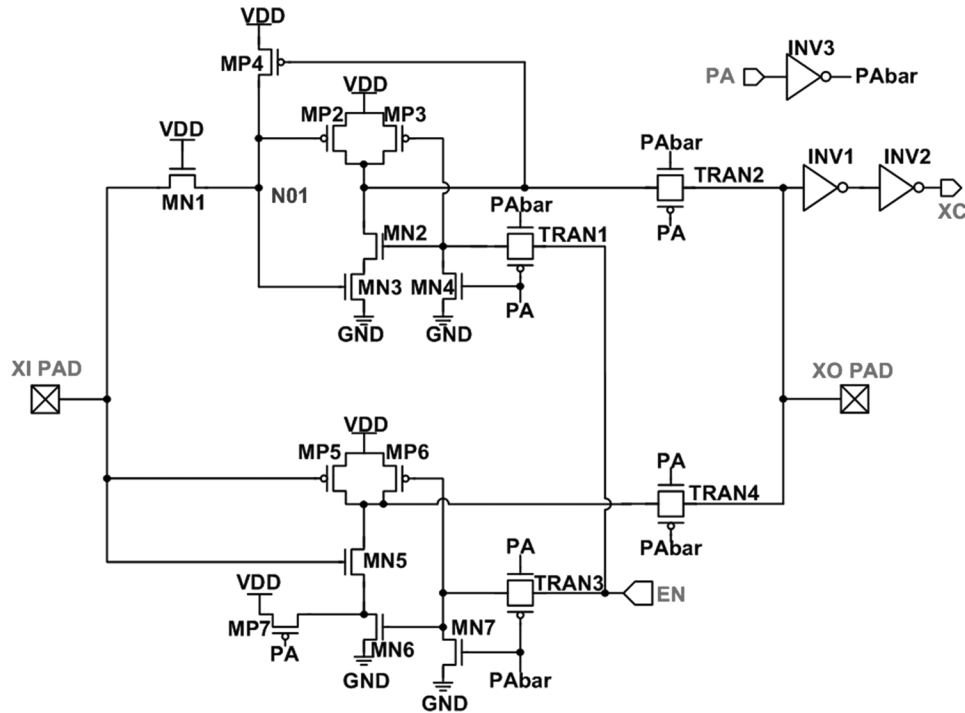 VDD
MP4
INV3
PA
PAbar
VDD
MP2
MP3
VDD
PAbar
INV1
INV2
MN1
N01
TRAN2
XC
PAbar
PA
MN2
TRAN1
MN3
MN4
PA
GND
GND
XI PAD
XO PAD
VDD
MP5
MP6
PA
TRAN4
MN5
PAbar
PA
VDD
TRAN3
EN
MP7
MN7
PA
MN6
GND
PAbar
GND